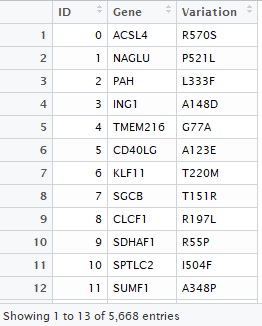 ID Gene Variation
1 0 ACSL4 R570S
2 1 NAGLU P521L
3 2 PAH L333F
4 3 ING1 A148D
5 4 TMEM216 G77A
6 5 CD40LG A123E
7 6 KLF11 T220M
8 7 SGCB T151R
9 8 CLCF1 R197L
10 9 SDHAF1 R55P
11 10 SPTLC2 I504F
12 11 SUMF1 A348P
Showing 1 to 13 of 5,668 entries